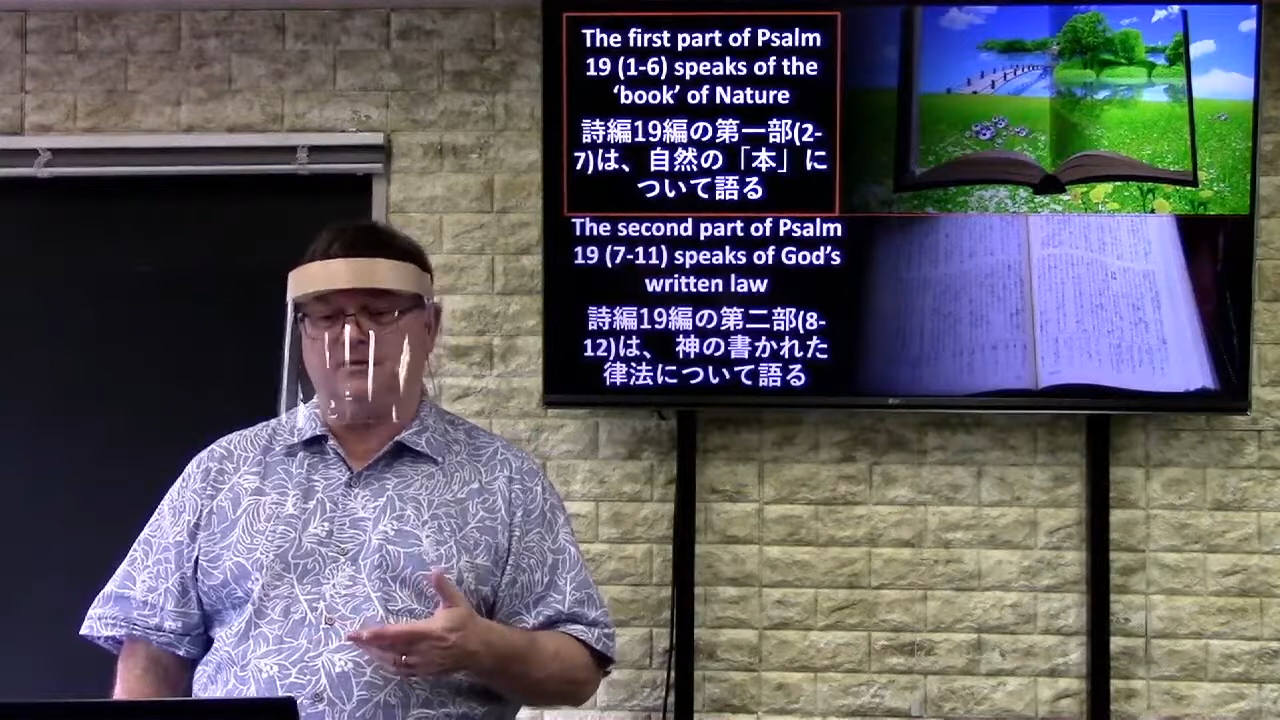 The first part of Psalm
19 (1-6) speaks of the
‘book’ of Nature
詩編19編の第一部(2-
7)は、自然の「本」に
ついて語る
The second part of Psalm
19 (7-11) speaks of God’s
written law
詩編19編の第二部(8-
12)は、 神の書かれた
律法について語る